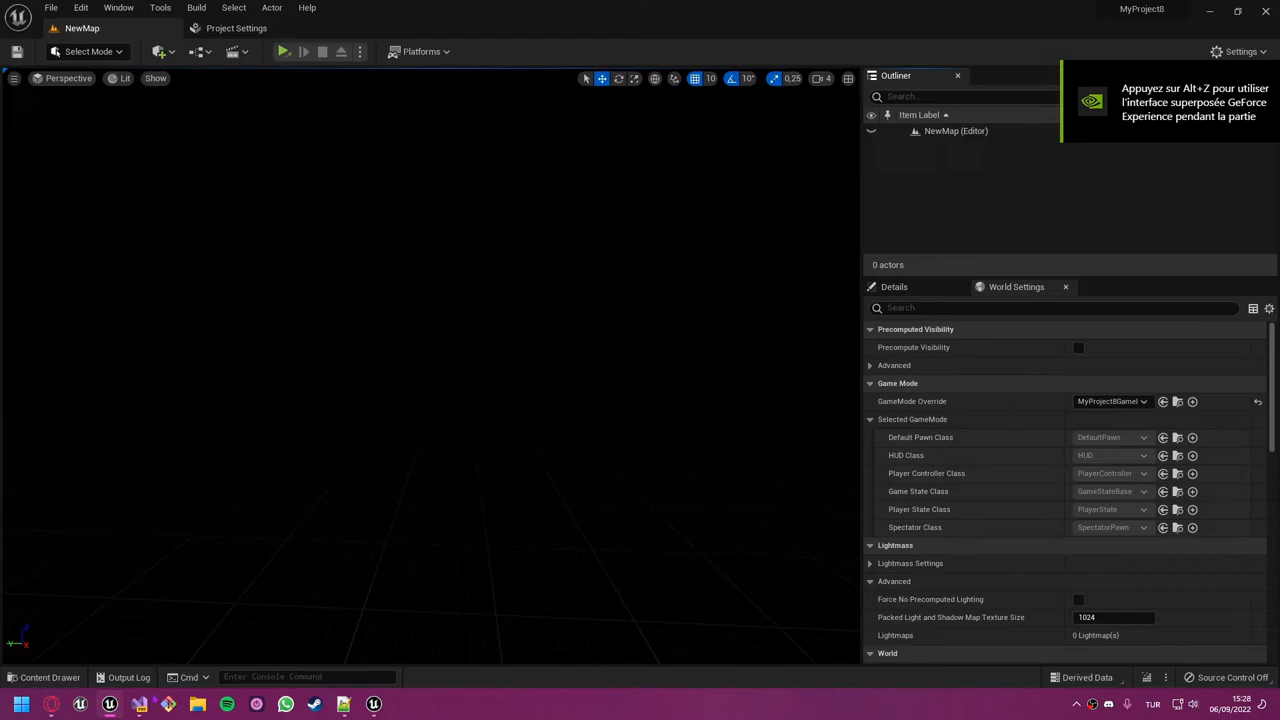 File Edit Window Tools Build Select Actor Help
MyProject8
NewMap
Project Settings
Select Mode
Platforms
Settings
Perspective Lit Show
10
10°
0,25
4
Outliner
Search...
Item Label
NewMap (Editor)
Appuyez sur Alt+Z pour utiliser
l'interface superposée GeForce
Experience pendant la partie
0 actors
Details
World Settings
Search
Precomputed Visibility
Precompute Visibility
Advanced
Game Mode
GameMode Override MyProject8GameI
Selected GameMode
Default Pawn Class DefaultPawn
HUD Class HUD
Player Controller Class PlayerController
Game State Class GameStateBase
Player State Class PlayerState
Spectator Class SpectatorPawn
Lightmass
Lightmass Settings
Advanced
Force No Precomputed Lighting
Packed Light and Shadow Map Texture Size 1024
Lightmaps 0 Lightmap(s)
World
Content Drawer Output Log Cmd Enter Console Command
Derived Data
Source Control Off
TUR
15:28
06/09/2022